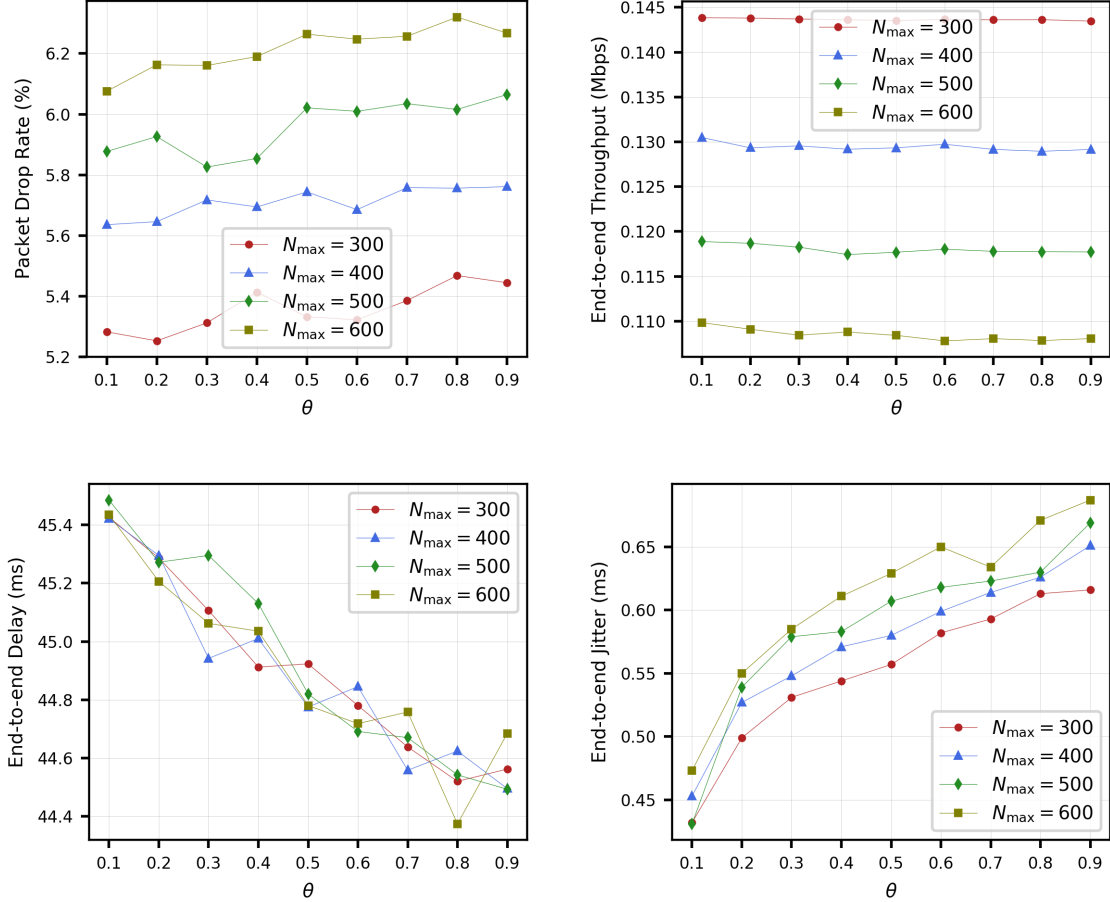 Packet Drop Rate (%)
6.2
6.0
5.8
5.6
5.4
5.2
N_max = 300
N_max = 400
N_max = 500
N_max = 600
0.1 0.2 0.3 0.4 0.5 0.6 0.7 0.8 0.9
θ
End-to-end Throughput (Mbps)
0.145
0.140
0.135
0.130
0.125
0.120
0.115
0.110
N_max = 300
N_max = 400
N_max = 500
N_max = 600
0.1 0.2 0.3 0.4 0.5 0.6 0.7 0.8 0.9
θ
End-to-end Delay (ms)
45.4
45.2
45.0
44.8
44.6
44.4
N_max = 300
N_max = 400
N_max = 500
N_max = 600
0.1 0.2 0.3 0.4 0.5 0.6 0.7 0.8 0.9
θ
End-to-end Jitter (ms)
0.65
0.60
0.55
0.50
0.45
N_max = 300
N_max = 400
N_max = 500
N_max = 600
0.1 0.2 0.3 0.4 0.5 0.6 0.7 0.8 0.9
θ